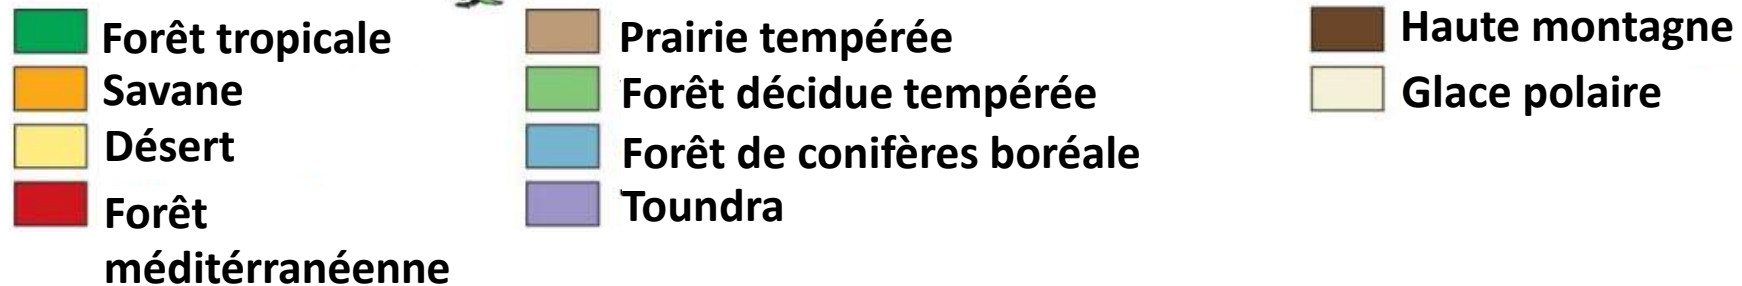 Forêt tropicale
Savane
Désert
Forêt
méditérranéenne
Prairie tempérée
Forêt décidue tempérée
Forêt de conifères boréale
Toundra
Haute montagne
Glace polaire